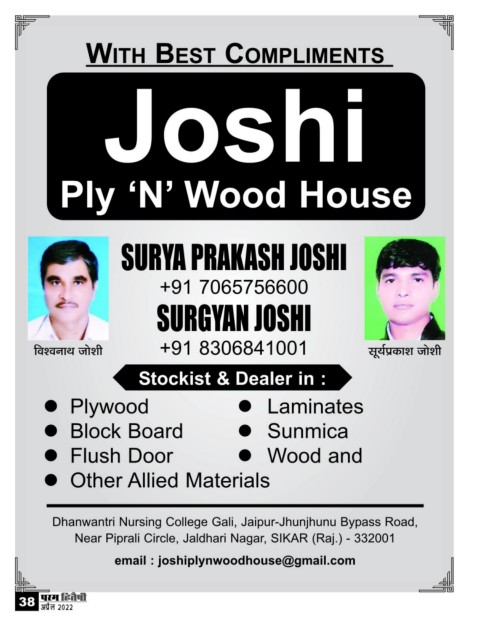 WITH BEST COMPLIMENTS
Joshi
Ply 'N' Wood House
SURYA PRAKASH JOSHI
+91 7065756600
SURGYAN JOSHI
+91 8306841001
विश्वनाथ जोशी
सूर्यप्रकाश जोशी
Stockist & Dealer in :
● Plywood ● Laminates
● Block Board ● Sunmica
● Flush Door ● Wood and
● Other Allied Materials
Dhanwantri Nursing College Gali, Jaipur-Jhunjhunu Bypass Road,
Near Piprali Circle, Jaldhari Nagar, SIKAR (Raj.) - 332001
email : joshiplynwoodhouse@gmail.com
38 परम हितैषी
अप्रैल 2022